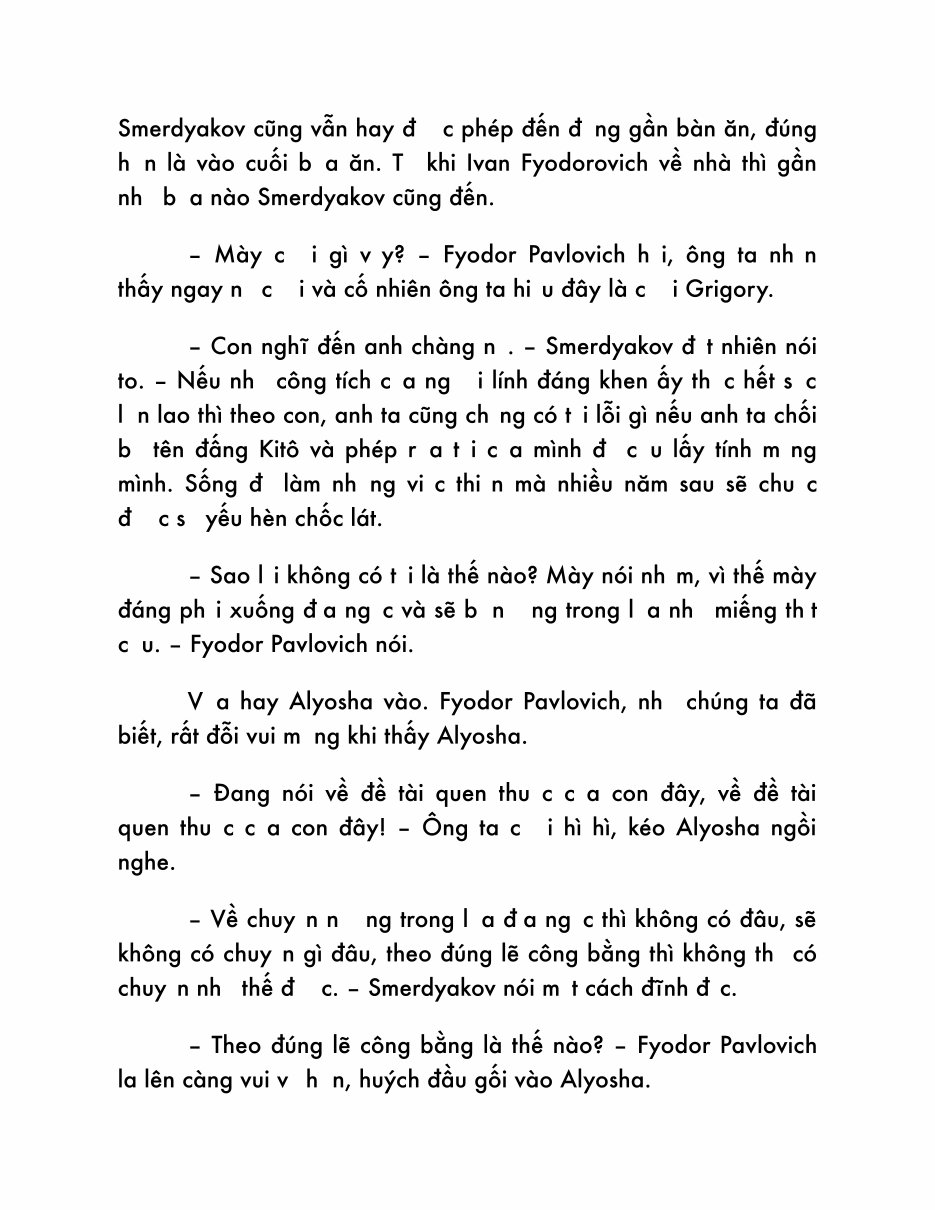 Smerdyakov cũng vẫn hay đ c phép đến đ ng gần bàn ăn, đúng
h n là vào cuối b a ăn. T khi Ivan Fyodorovich về nhà thì gần
nh b a nào Smerdyakov cũng đến.
– Mày c i gì v y? – Fyodor Pavlovich h i, ông ta nh n
thấy ngay n c i và cố nhiên ông ta hi u đây là c i Grigory.
– Con nghĩ đến anh chàng n . – Smerdyakov đ t nhiên nói
to. – Nếu nh công tích c a ng i lính đáng khen ấy th c hết s c
l n lao thì theo con, anh ta cũng ch ng có t i lỗi gì nếu anh ta chối
b tên đấng Kitô và phép r a t i c a mình đ c u lấy tính m ng
mình. Sống đ làm nh ng vi c thi n mà nhiều năm sau sẽ chu c
đ c s yếu hèn chốc lát.
– Sao l i không có t i là thế nào? Mày nói nh m, vì thế mày
đáng ph i xuống đ a ng c và sẽ b n ng trong l a nh miếng th t
c u. – Fyodor Pavlovich nói.
V a hay Alyosha vào. Fyodor Pavlovich, nh chúng ta đã
biết, rất đỗi vui m ng khi thấy Alyosha.
– Đang nói về đề tài quen thu c c a con đây, về đề tài
quen thu c c a con đây! – Ông ta c i hì hì, kéo Alyosha ngồi
nghe.
– Về chuy n n ng trong l a đ a ng c thì không có đâu, sẽ
không có chuy n gì đâu, theo đúng lẽ công bằng thì không th có
chuy n nh thế đ c. – Smerdyakov nói m t cách đĩnh đ c.
– Theo đúng lẽ công bằng là thế nào? – Fyodor Pavlovich
la lên càng vui v h n, huých đầu gối vào Alyosha.